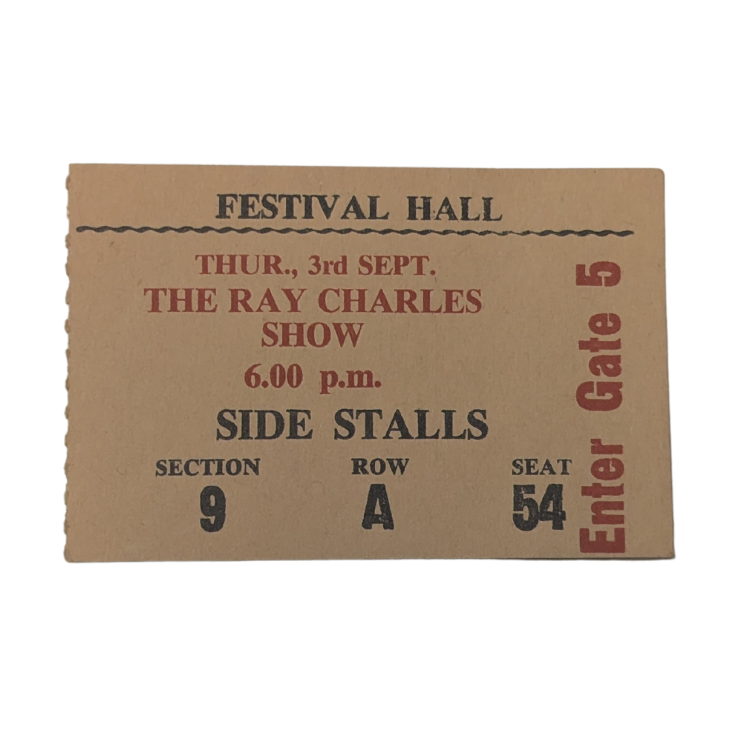 FESTIVAL HALL
THUR., 3rd SEPT.
THE RAY CHARLES
SHOW
6.00 p.m.
SIDE STALLS
SECTION ROW SEAT
9 A 54
Enter Gate 5